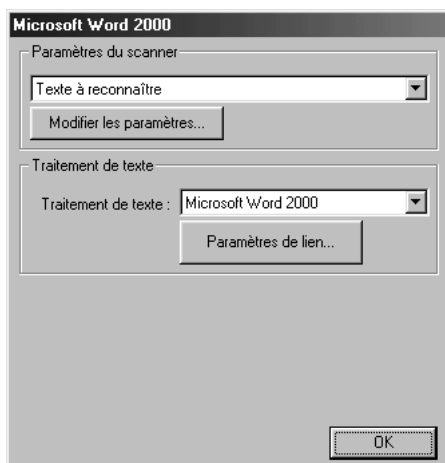 Microsoft Word 2000
Paramètres du scanner
Texte à reconnaître
Modifier les paramètres...
Traitement de texte
Traitement de texte : Microsoft Word 2000
Paramètres de lien...
OK